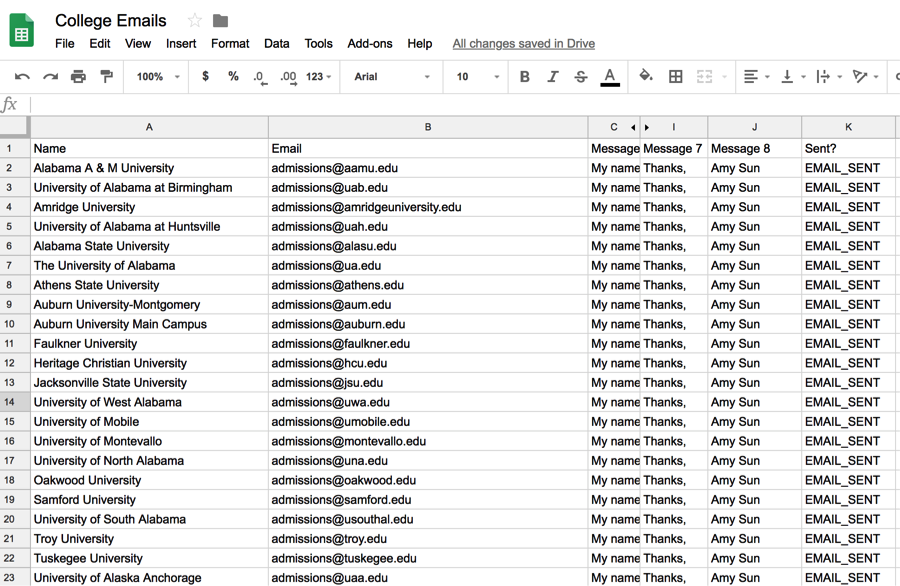 College Emails
File Edit View Insert Format Data Tools Add-ons Help All changes saved in Drive
100% $ % .0 .00 123 Arial 10 B I S A
fx
A B C I J K
1 Name Email Message Message 7 Message 8 Sent?
2 Alabama A & M University admissions@aamu.edu My name Thanks, Amy Sun EMAIL_SENT
3 University of Alabama at Birmingham admissions@uab.edu My name Thanks, Amy Sun EMAIL_SENT
4 Amridge University admissions@amridgeuniversity.edu My name Thanks, Amy Sun EMAIL_SENT
5 University of Alabama at Huntsville admissions@uah.edu My name Thanks, Amy Sun EMAIL_SENT
6 Alabama State University admissions@alasu.edu My name Thanks, Amy Sun EMAIL_SENT
7 The University of Alabama admissions@ua.edu My name Thanks, Amy Sun EMAIL_SENT
8 Athens State University admissions@athens.edu My name Thanks, Amy Sun EMAIL_SENT
9 Auburn University-Montgomery admissions@aum.edu My name Thanks, Amy Sun EMAIL_SENT
10 Auburn University Main Campus admissions@auburn.edu My name Thanks, Amy Sun EMAIL_SENT
11 Faulkner University admissions@faulkner.edu My name Thanks, Amy Sun EMAIL_SENT
12 Heritage Christian University admissions@hcu.edu My name Thanks, Amy Sun EMAIL_SENT
13 Jacksonville State University admissions@jsu.edu My name Thanks, Amy Sun EMAIL_SENT
14 University of West Alabama admissions@uwa.edu My name Thanks, Amy Sun EMAIL_SENT
15 University of Mobile admissions@umobile.edu My name Thanks, Amy Sun EMAIL_SENT
16 University of Montevallo admissions@montevallo.edu My name Thanks, Amy Sun EMAIL_SENT
17 University of North Alabama admissions@una.edu My name Thanks, Amy Sun EMAIL_SENT
18 Oakwood University admissions@oakwood.edu My name Thanks, Amy Sun EMAIL_SENT
19 Samford University admissions@samford.edu My name Thanks, Amy Sun EMAIL_SENT
20 University of South Alabama admissions@usouthal.edu My name Thanks, Amy Sun EMAIL_SENT
21 Troy University admissions@troy.edu My name Thanks, Amy Sun EMAIL_SENT
22 Tuskegee University admissions@tuskegee.edu My name Thanks, Amy Sun EMAIL_SENT
23 University of Alaska Anchorage admissions@uaa.edu My name Thanks, Amy Sun EMAIL_SENT